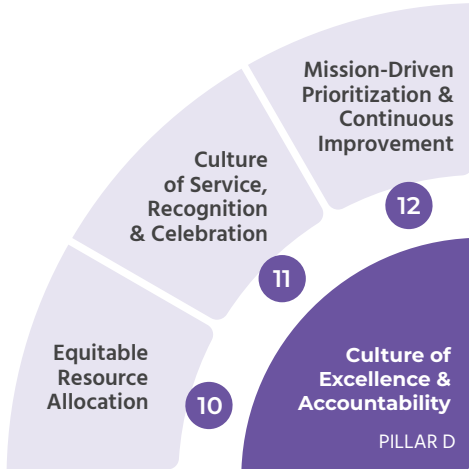 Mission-Driven
Prioritization &
Continuous
Improvement
12
Culture
of Service,
Recognition
& Celebration
11
Equitable
Resource
Allocation
10
Culture of
Excellence &
Accountability
PILLAR D